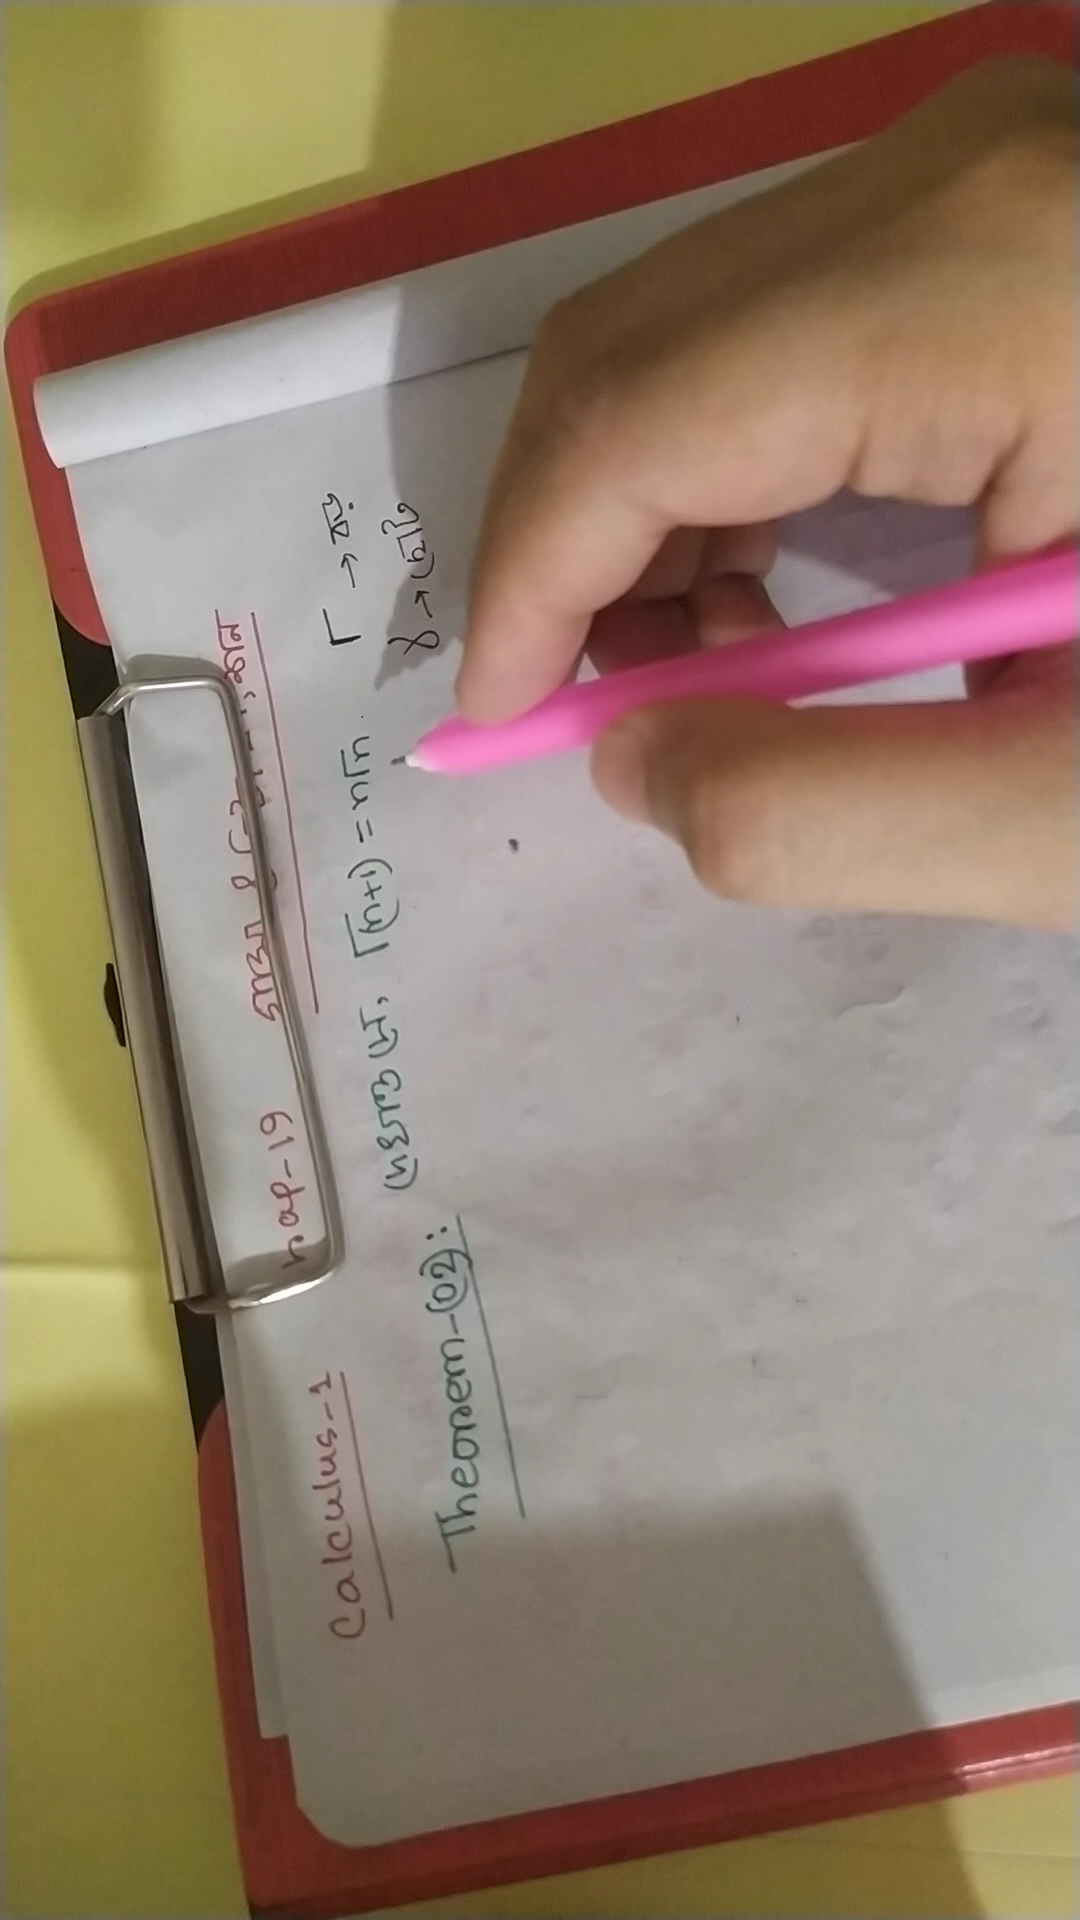 Calculus-1 hap-19 গামা ও
Theorem-(02): দেখাও যে, Γ(n+1) = nΓn Γ → বড়
γ → ছোট